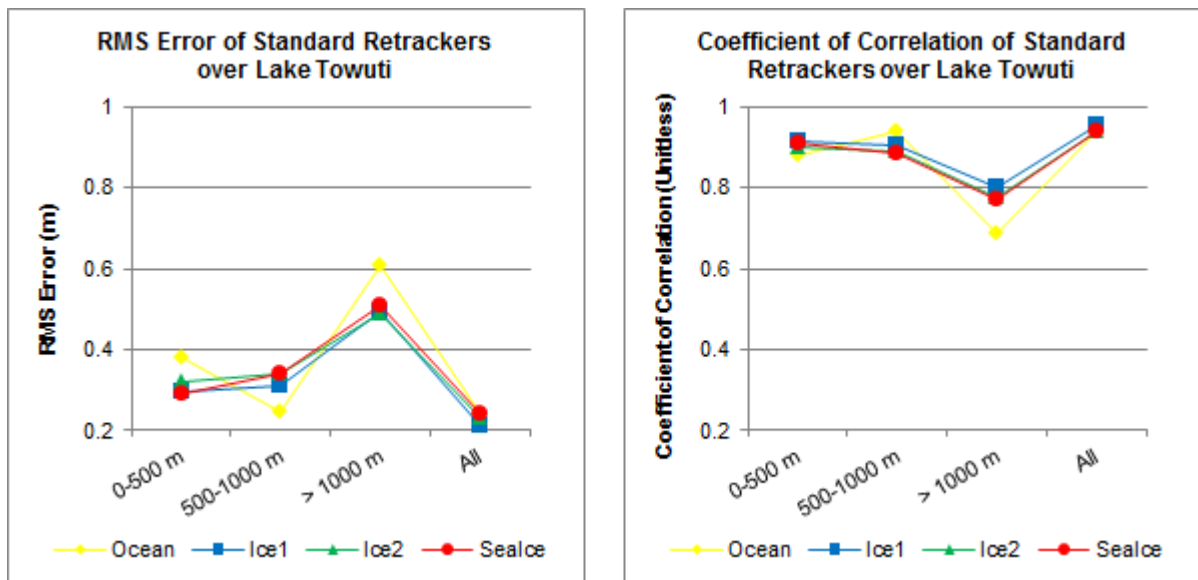 RMS Error of Standard Retrackers
over Lake Towuti
RMS Error (m)
1
0.8
0.6
0.4
0.2
0-500 m
500-1000 m
> 1000 m
All
Ocean
Ice1
Ice2
SeaIce
Coefficient of Correlation of Standard
Retrackers over Lake Towuti
Coefficient of Correlation (Unitless)
1
0.8
0.6
0.4
0.2
0-500 m
500-1000 m
> 1000 m
All
Ocean
Ice1
Ice2
SeaIce